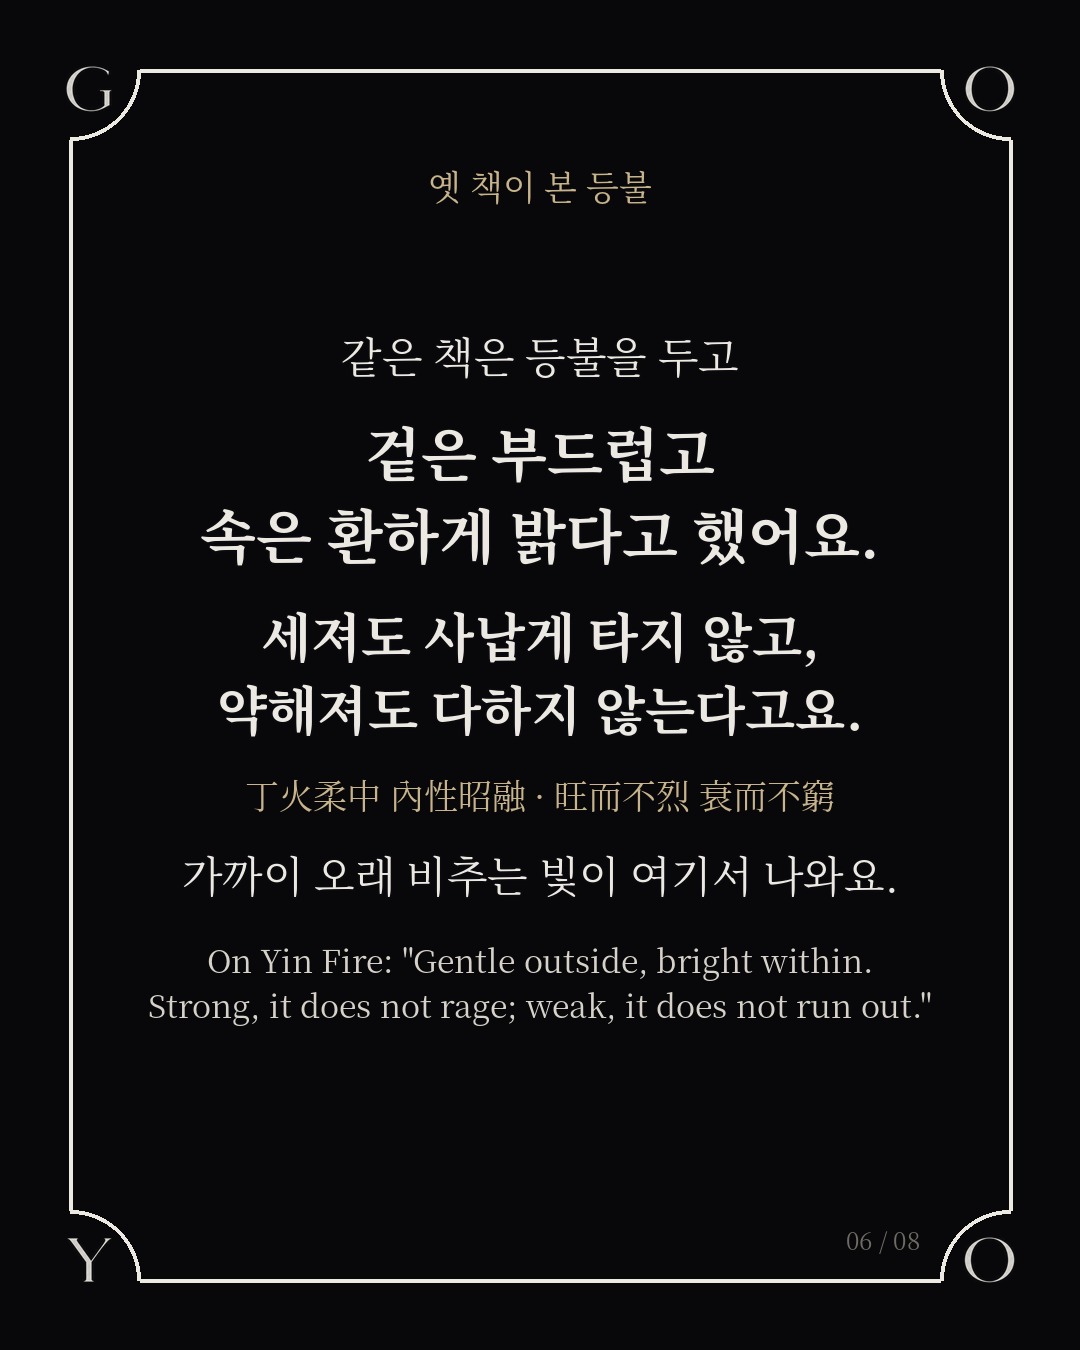 G O
옛 책이 본 등불
같은 책은 등불을 두고
겉은 부드럽고
속은 환하게 밝다고 했어요.
세져도 사납게 타지 않고,
약해져도 다하지 않는다고요.
丁火柔中 內性昭融 · 旺而不烈 衰而不窮
가까이 오래 비추는 빛이 여기서 나와요.
On Yin Fire: "Gentle outside, bright within.
Strong, it does not rage; weak, it does not run out."
06 / 08
Y O